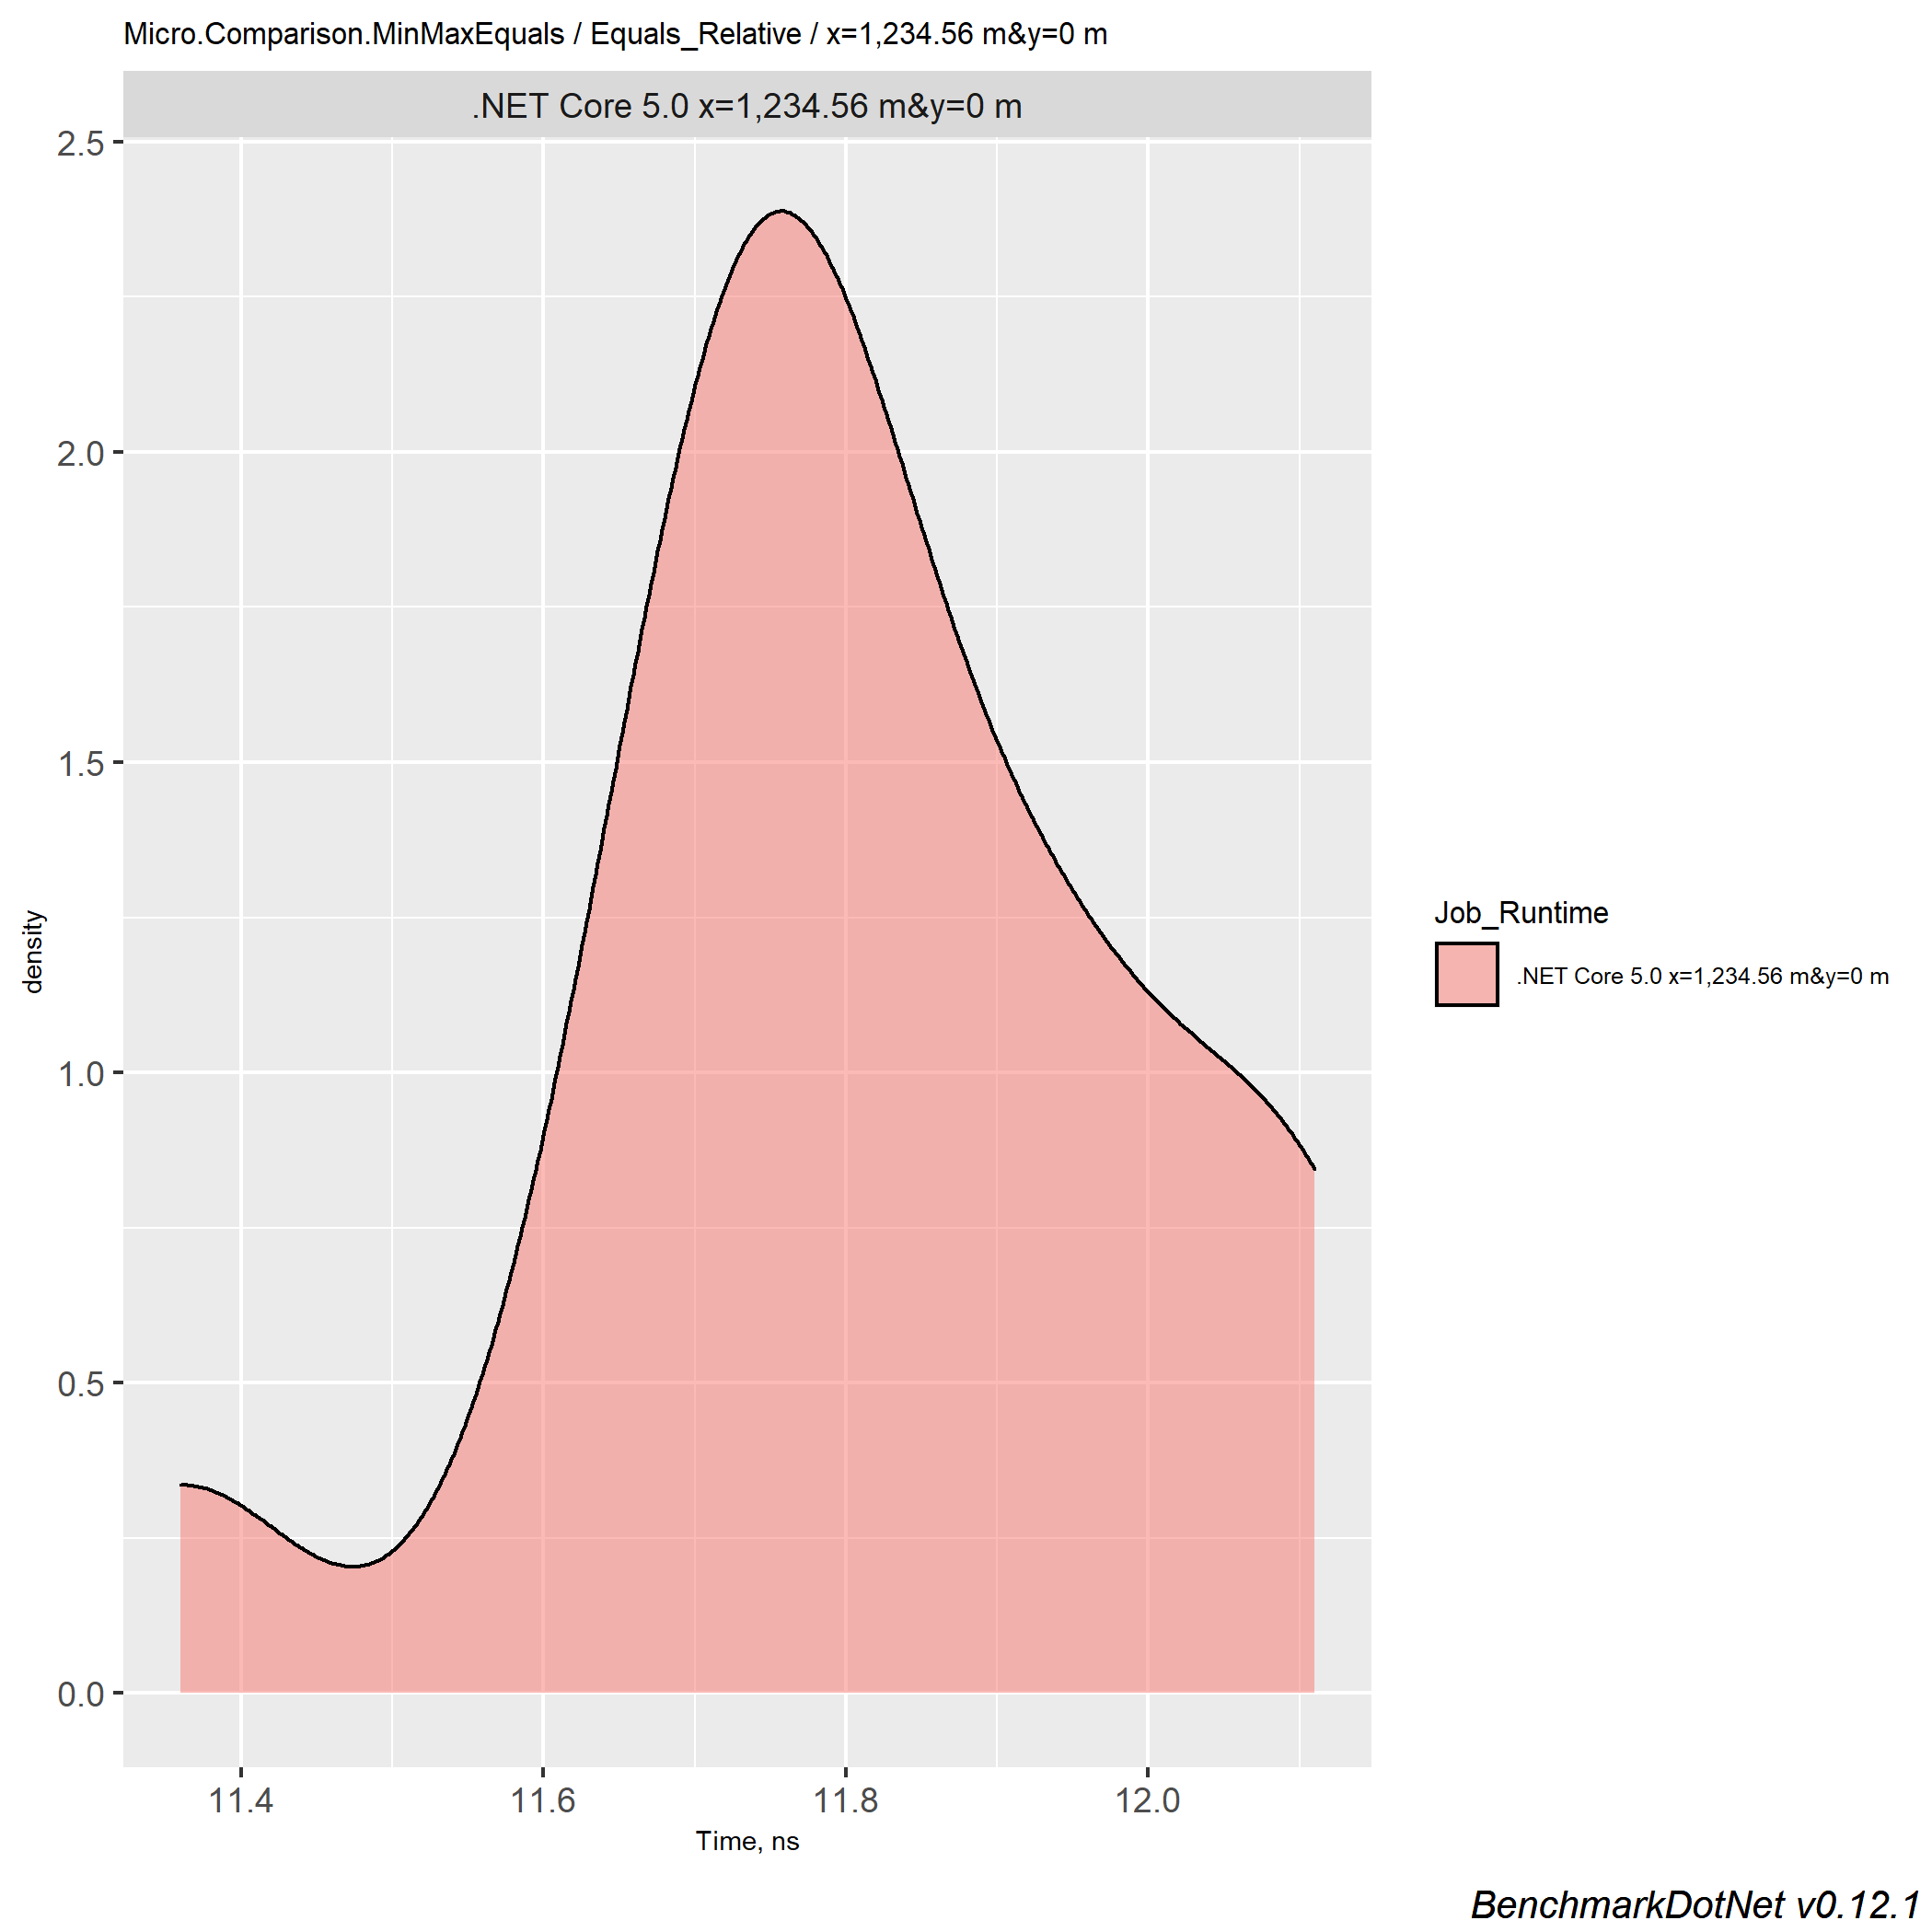 Micro.Comparison.MinMaxEquals / Equals_Relative / x=1,234.56 m&y=0 m
.NET Core 5.0 x=1,234.56 m&y=0 m
2.5
2.0
1.5
1.0
0.5
0.0
density
11.4
11.6
11.8
12.0
Time, ns
Job_Runtime
.NET Core 5.0 x=1,234.56 m&y=0 m
BenchmarkDotNet v0.12.1